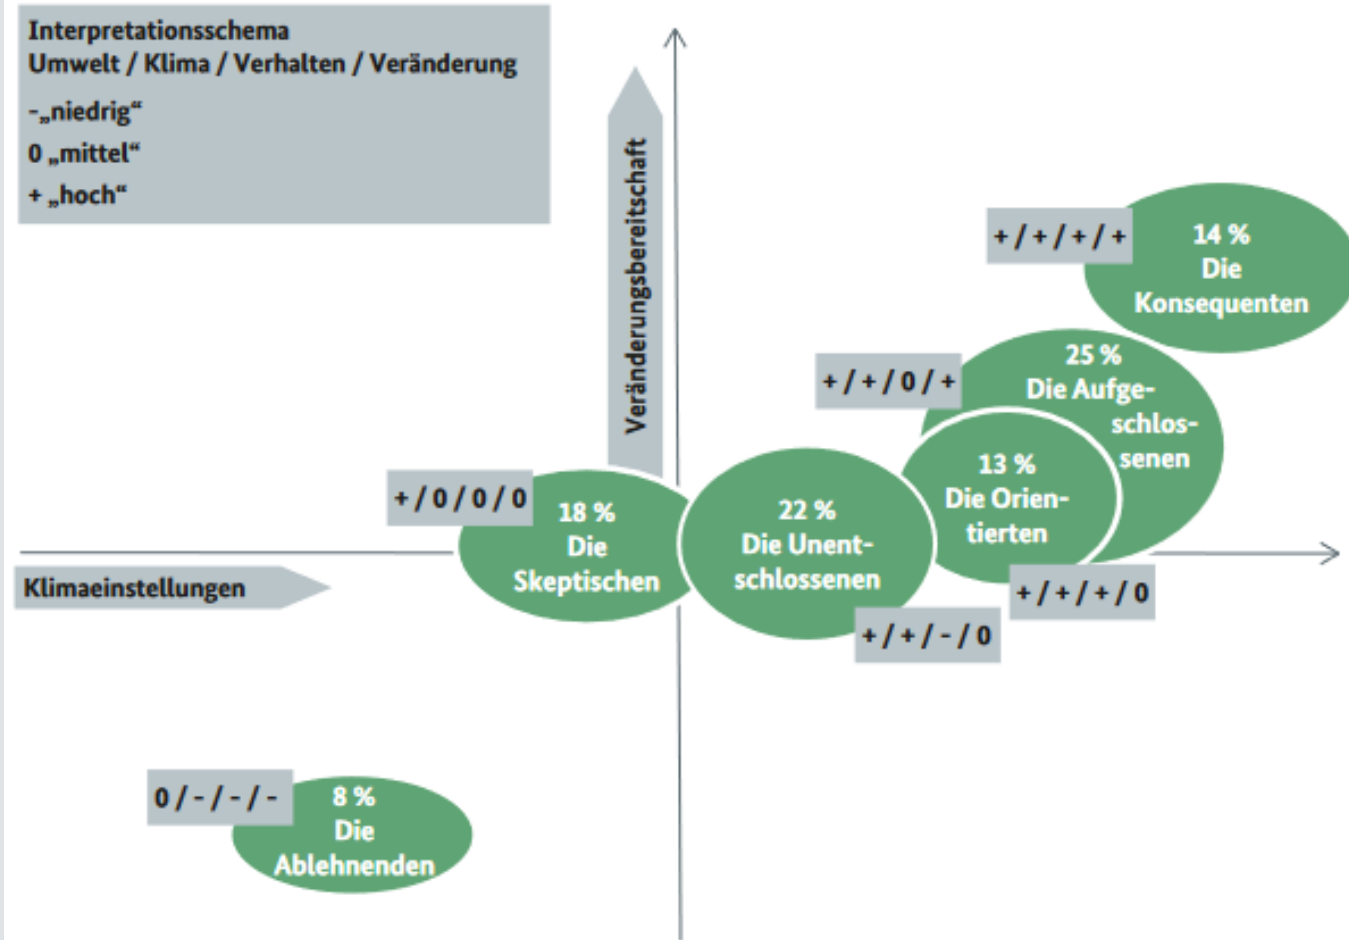 Interpretationsschema
Umwelt / Klima / Verhalten / Veränderung
-„niedrig“
0 „mittel“
+ „hoch“
Veränderungsbereitschaft
+ / + / + / +
14 %
Die
Konsequenten
+ / + / 0 / +
25 %
Die Aufge-
schlos-
senen
13 %
Die Orien-
tierten
+ / + / + / 0
+ / 0 / 0 / 0
18 %
Die
Skeptischen
22 %
Die Unent-
schlossenen
+ / + / - / 0
Klimaeinstellungen
0 / - / - / -
8 %
Die
Ablehnenden